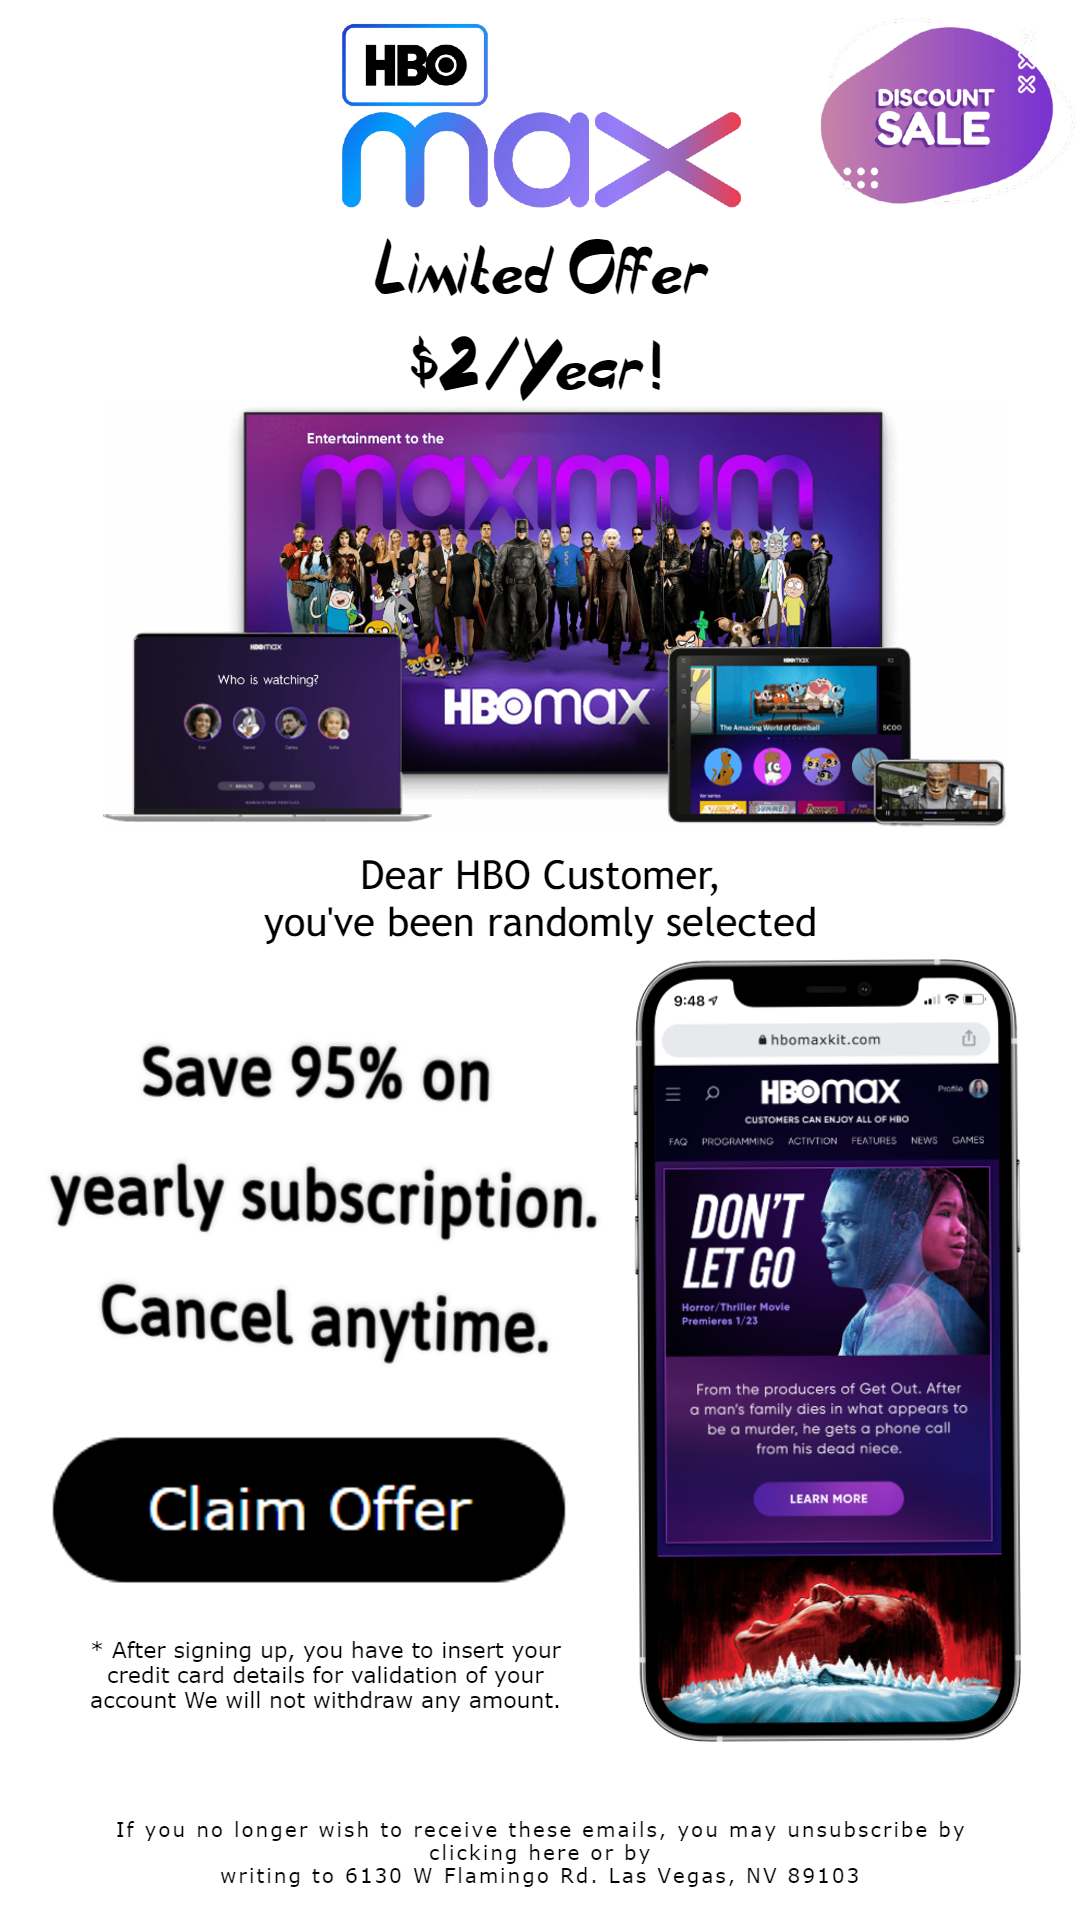 HBO
max
DISCOUNT
SALE
Limited Offer
$2/Year!
Entertainment to the
maximum
HBOmax
HBOmax
Who is watching?
HBOmax
The Amazing World of Gumball
SCOO
Dear HBO Customer,
you've been randomly selected
Save 95% on
yearly subscription.
Cancel anytime.
Claim Offer
* After signing up, you have to insert your
credit card details for validation of your
account We will not withdraw any amount.
9:48
hbomaxkit.com
HBOmax
Profile
CUSTOMERS CAN ENJOY ALL OF HBO
FAQ PROGRAMMING ACTIVTION FEATURES NEWS GAMES
DON'T
LET GO
Horror/Thriller Movie
Premieres 1/23
From the producers of Get Out. After
a man's family dies in what appears to
be a murder, he gets a phone call
from his dead niece.
LEARN MORE
If you no longer wish to receive these emails, you may unsubscribe by
clicking here or by
writing to 6130 W Flamingo Rd. Las Vegas, NV 89103